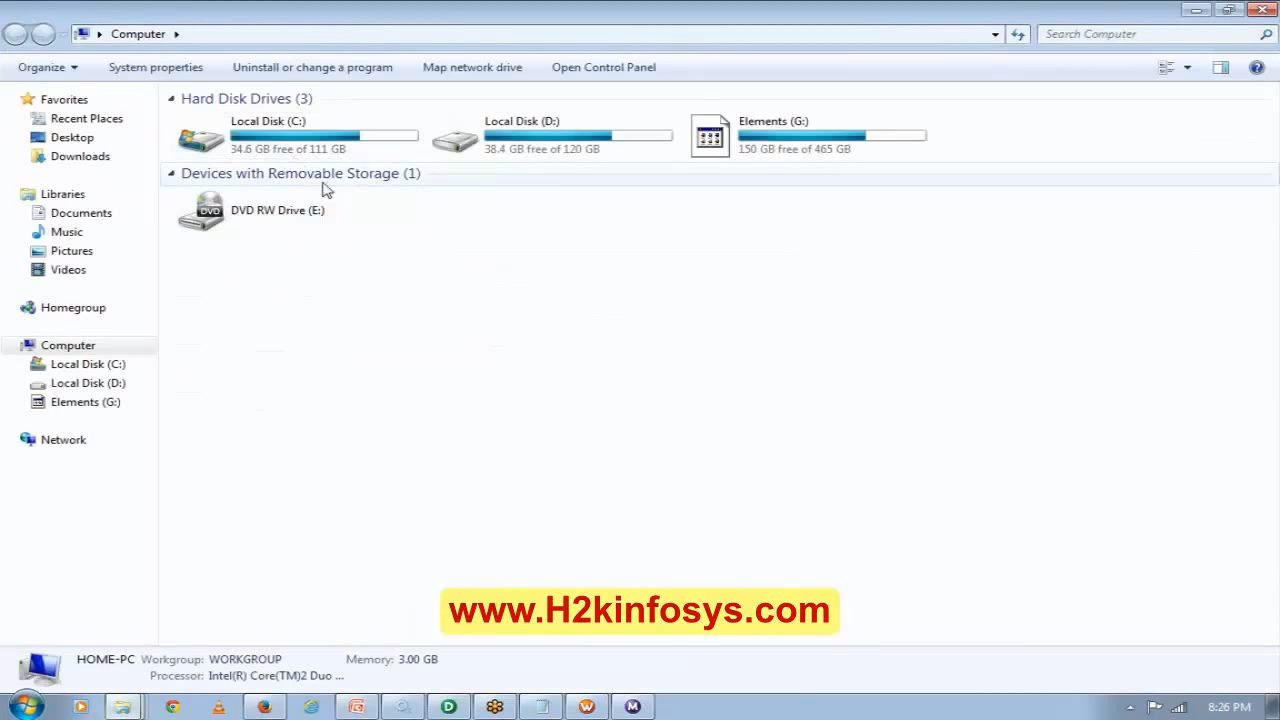 Computer
Search Computer
Organize
System properties
Uninstall or change a program
Map network drive
Open Control Panel
Favorites
Recent Places
Desktop
Downloads
Libraries
Documents
Music
Pictures
Videos
Homegroup
Computer
Local Disk (C:)
Local Disk (D:)
Elements (G:)
Network
Hard Disk Drives (3)
Local Disk (C:)
34.6 GB free of 111 GB
Local Disk (D:)
38.4 GB free of 120 GB
Elements (G:)
150 GB free of 465 GB
Devices with Removable Storage (1)
DVD
DVD RW Drive (E:)
www.H2kinfosys.com
HOME-PC Workgroup: WORKGROUP Memory: 3.00 GB
Processor: Intel(R) Core(TM)2 Duo ...
8:26 PM